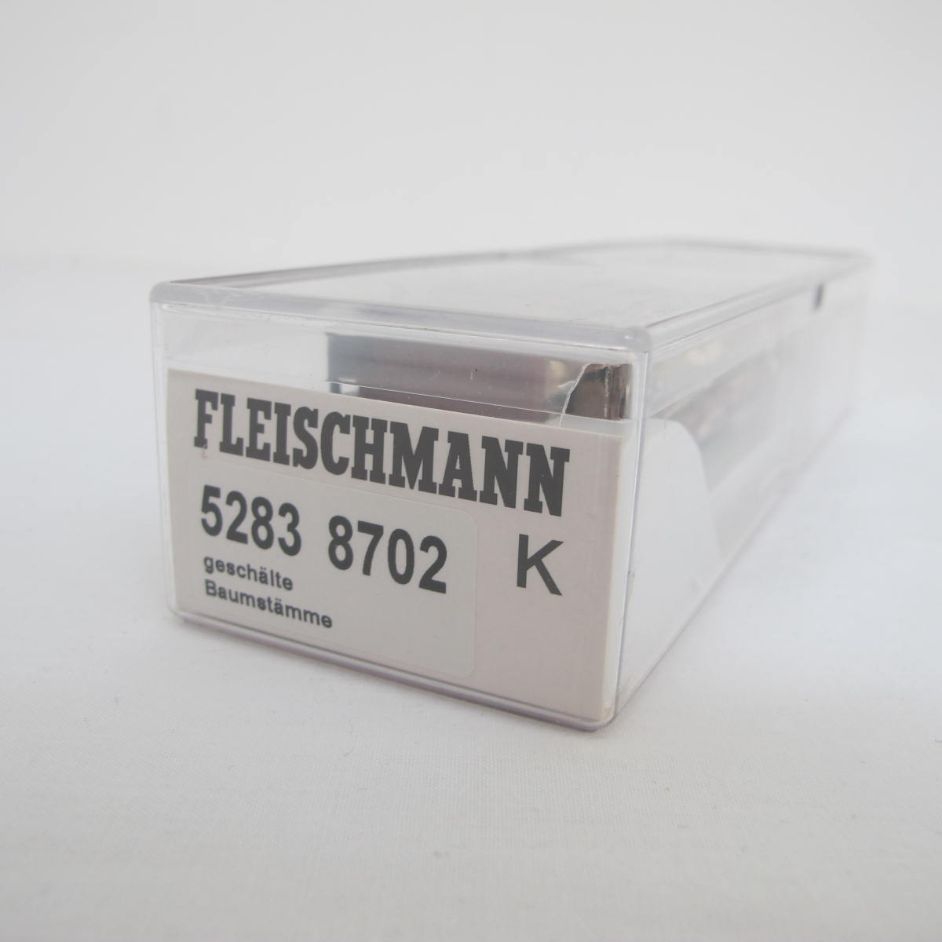 FLEISCHMANN
5283 8702 K
geschälte
Baumstämme